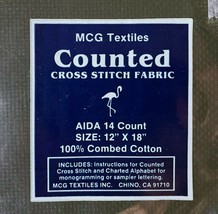 MCG Textiles
Counted
CROSS STITCH FABRIC
AIDA 14 Count
SIZE: 12" X 18"
100% Combed Cotton
INCLUDES: Instructions for Counted
Cross Stitch and Charted Alphabet for
monogramming or sampler lettering.
MCG TEXTILES INC. CHINO, CA 91710